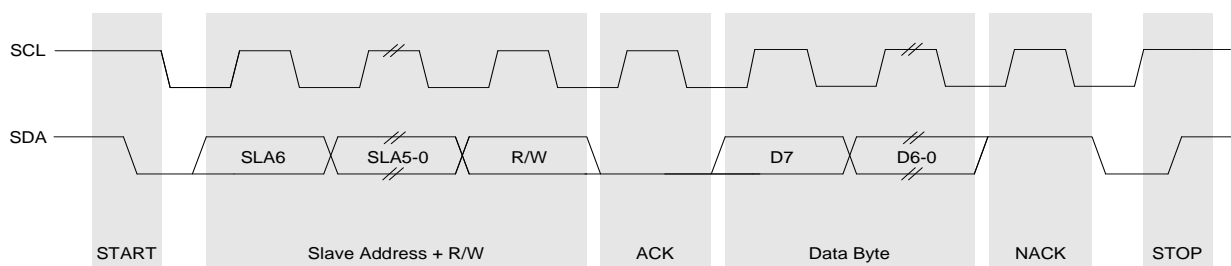 SCL
SDA
SLA6 SLA5-0 R/W D7 D6-0
START Slave Address + R/W ACK Data Byte NACK STOP